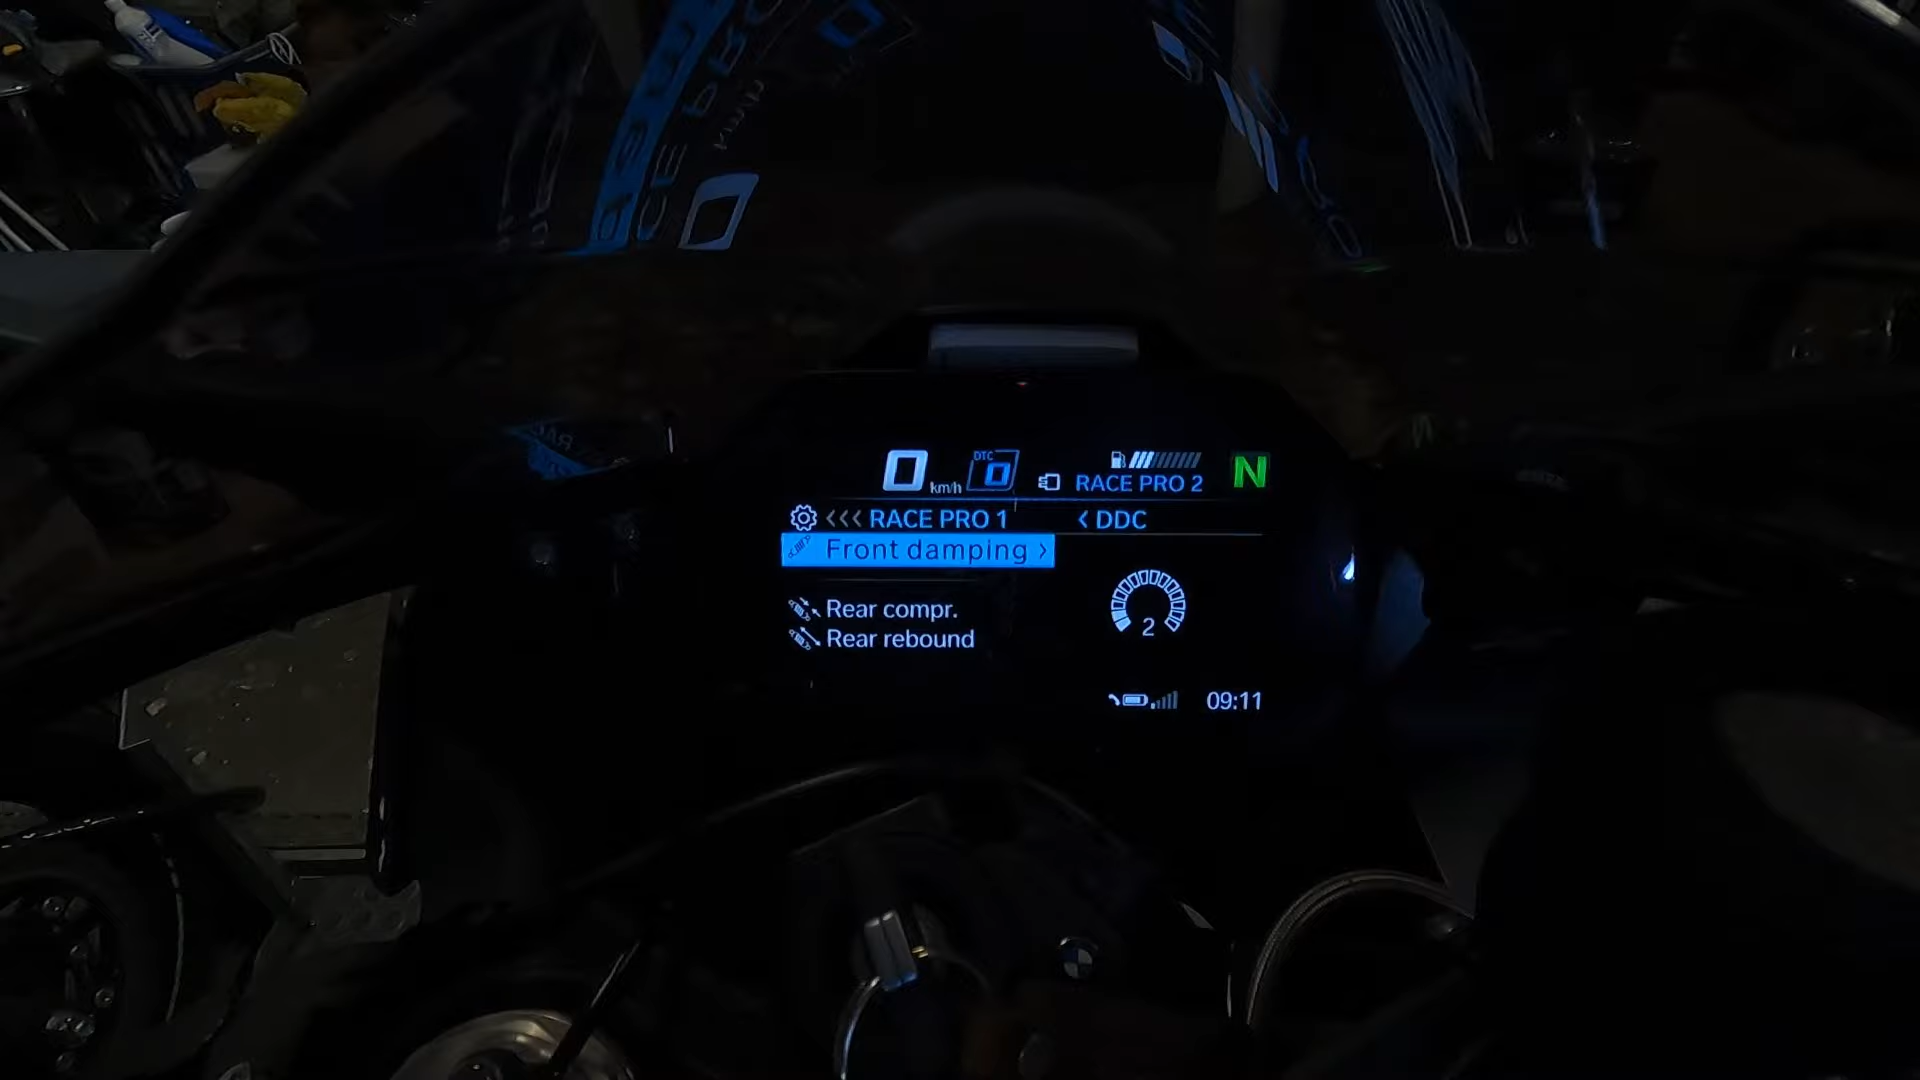 0 km/h
DTC
0
RACE PRO 2
N
<<< RACE PRO 1
< DDC
Front damping >
Rear compr.
Rear rebound
2
09:11